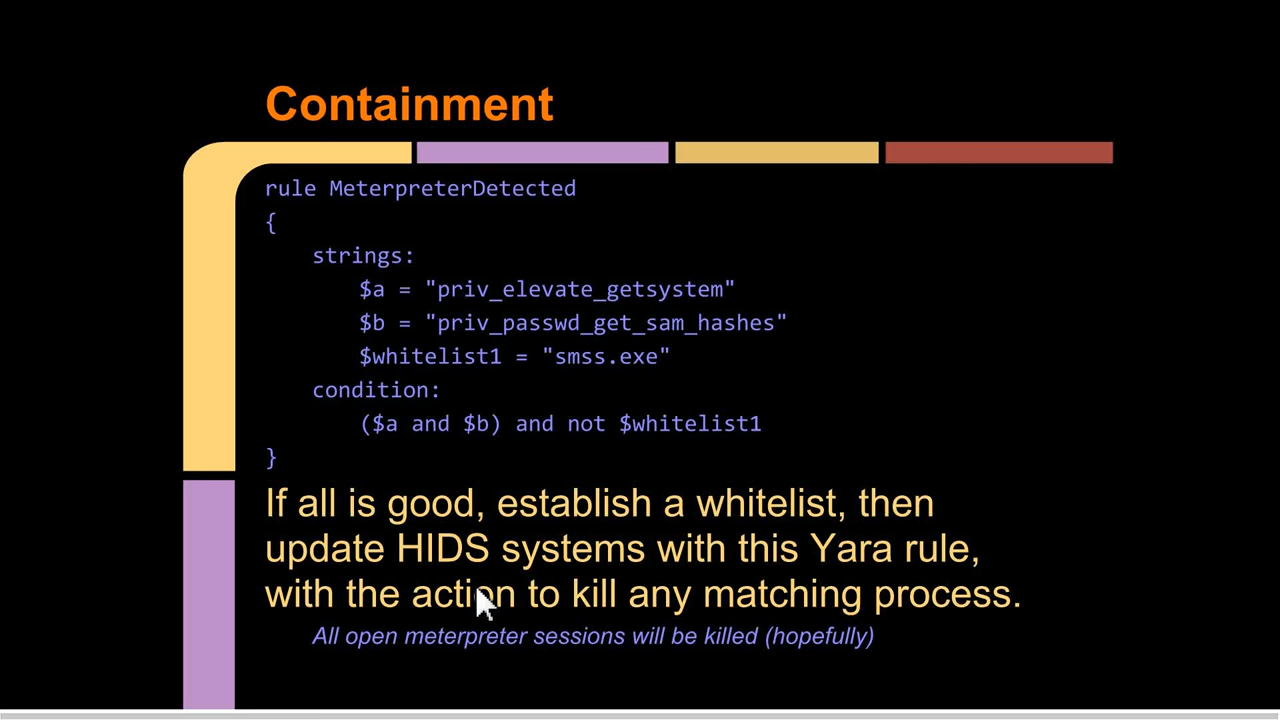 Containment
rule MeterpreterDetected
{
strings:
$a = "priv_elevate_getsystem"
$b = "priv_passwd_get_sam_hashes"
$whitelist1 = "smss.exe"
condition:
($a and $b) and not $whitelist1
}
If all is good, establish a whitelist, then
update HIDS systems with this Yara rule,
with the action to kill any matching process.
All open meterpreter sessions will be killed (hopefully)